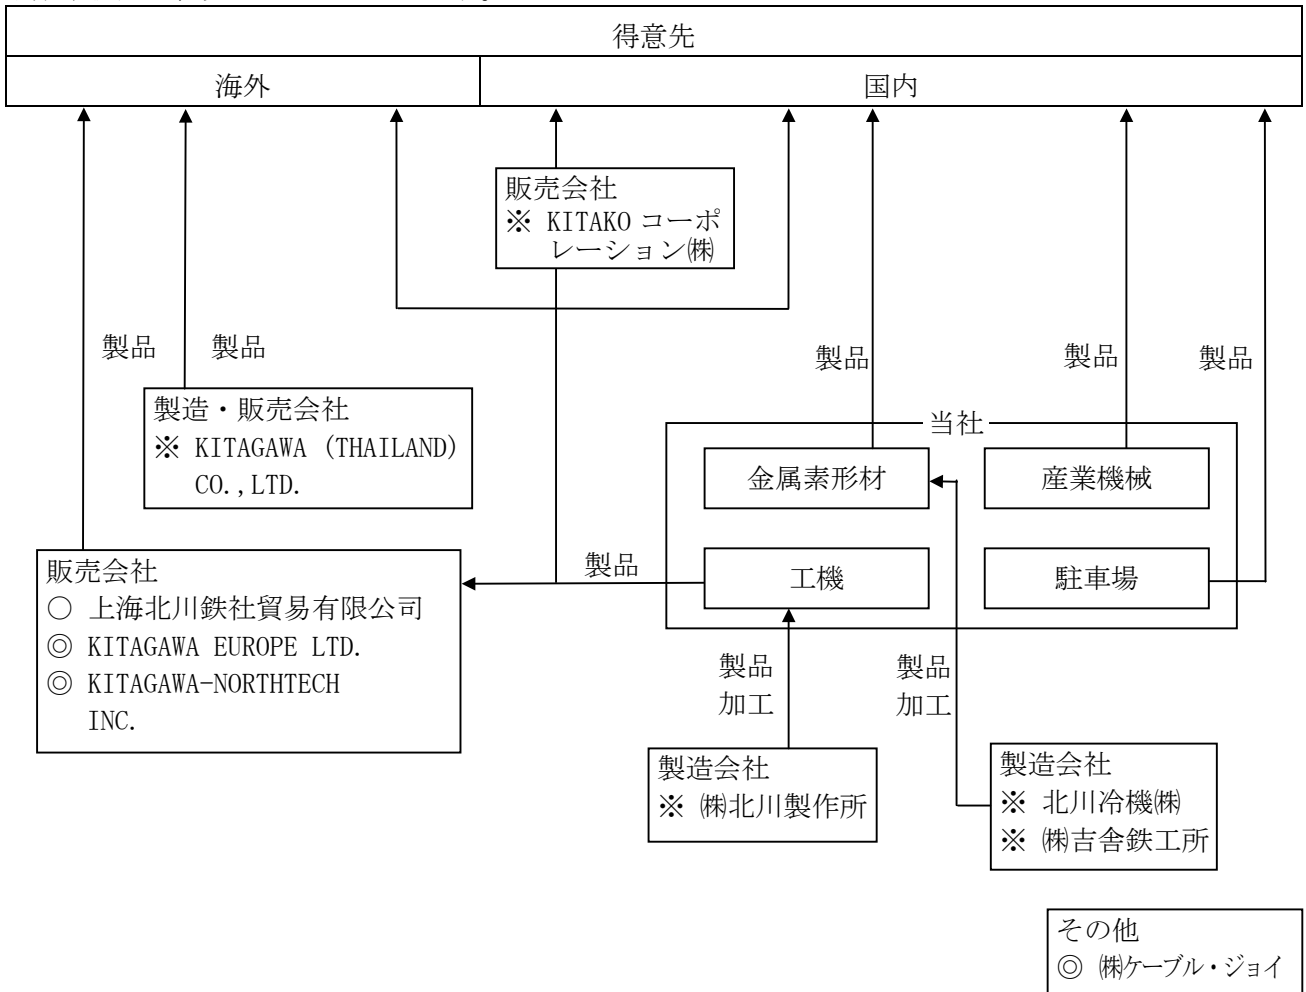 得意先
海外
国内
販売会社
※ KITAKO コーポ
レーション㈱
製品
製品
製品
製品
製品
製造・販売会社
※ KITAGAWA (THAILAND)
CO.,LTD.
当社
金属素形材
産業機械
工機
駐車場
製品
販売会社
○ 上海北川鉄社貿易有限公司
◎ KITAGAWA EUROPE LTD.
◎ KITAGAWA-NORTHTECH
INC.
製品
加工
製品
加工
製造会社
※ ㈱北川製作所
製造会社
※ 北川冷機㈱
※ ㈱吉舎鉄工所
その他
◎ ㈱ケーブル・ジョイ